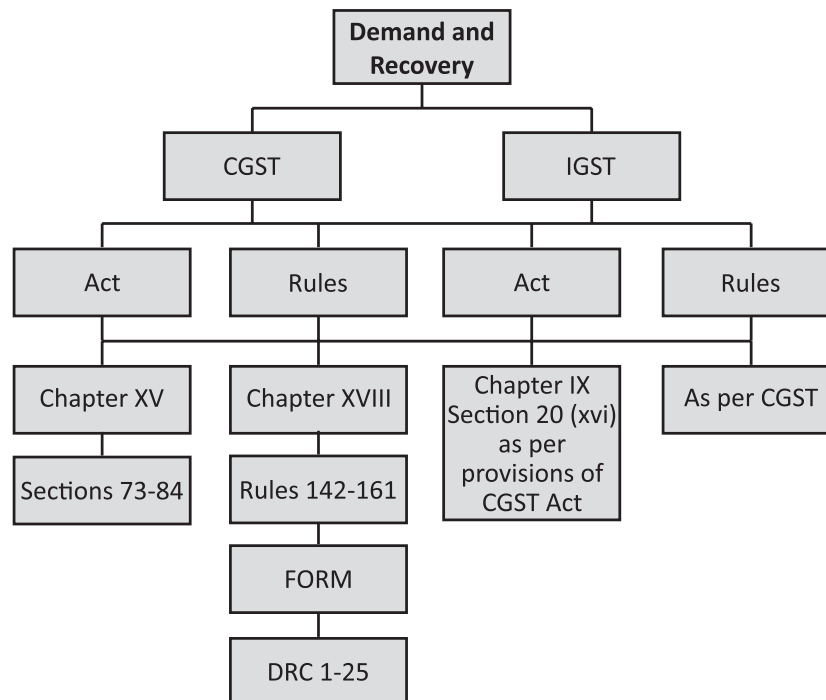 Demand and
Recovery
CGST
IGST
Act
Rules
Act
Rules
Chapter XV
Chapter XVIII
Chapter IX
Section 20 (xvi)
as per
provisions of
CGST Act
As per CGST
Sections 73-84
Rules 142-161
FORM
DRC 1-25